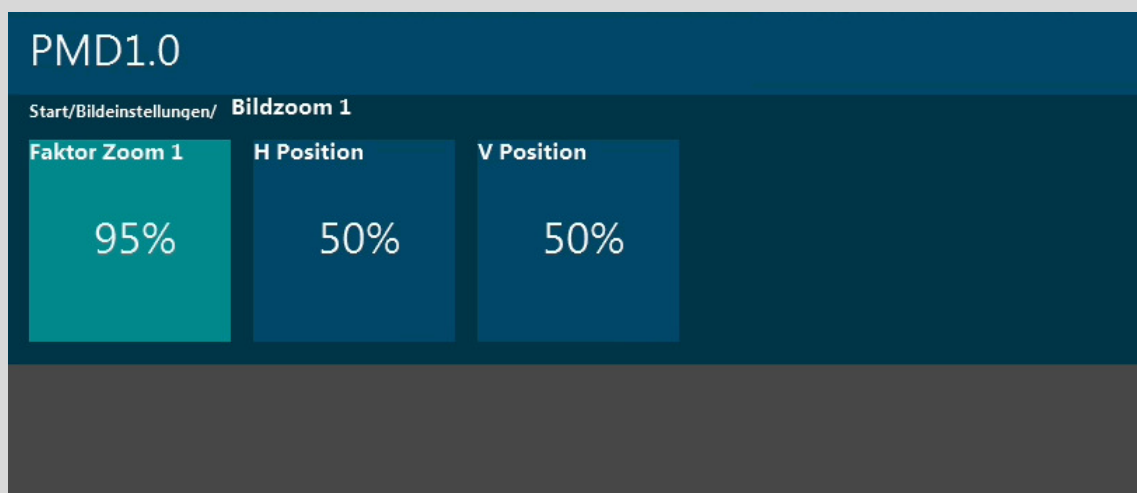 PMD1.0
Start/Bildeinstellungen/ Bildzoom 1
Faktor Zoom 1 H Position V Position
95% 50% 50%